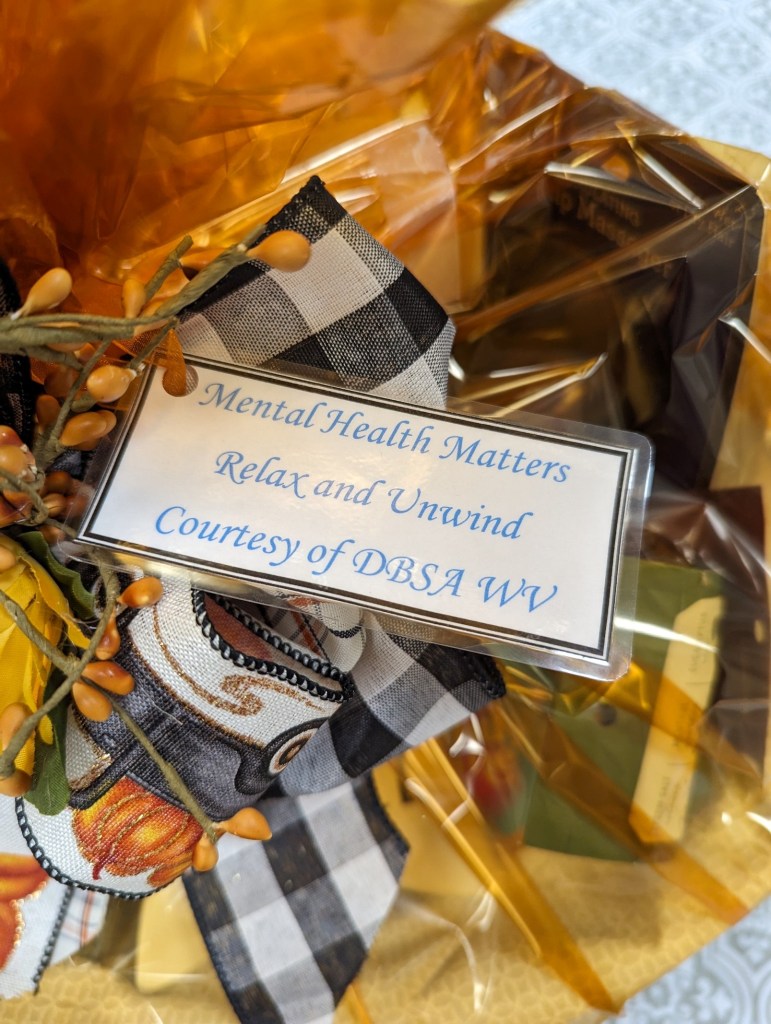 Mental Health Matters
Relax and Unwind
Courtesy of DBSA WV